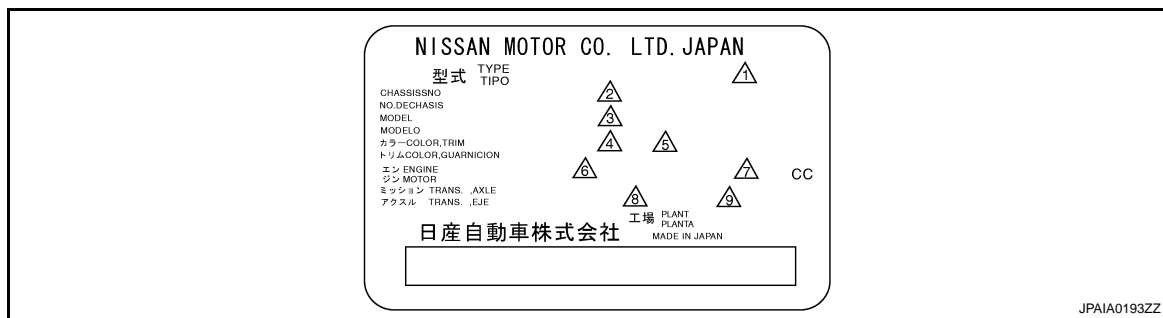 NISSAN MOTOR CO. LTD. JAPAN
型式 TYPE
TIPO
1
CHASSISSNO
2
NO.DECHASIS
MODEL
3
MODELO
カラーCOLOR,TRIM
4 5
トリムCOLOR,GUARNICION
エン ENGINE
6 7 CC
ジン MOTOR
ミッション TRANS. ,AXLE
8 9
アクスル TRANS. ,EJE
工場 PLANT
PLANTA
日産自動車株式会社
MADE IN JAPAN
JPAIA0193ZZ